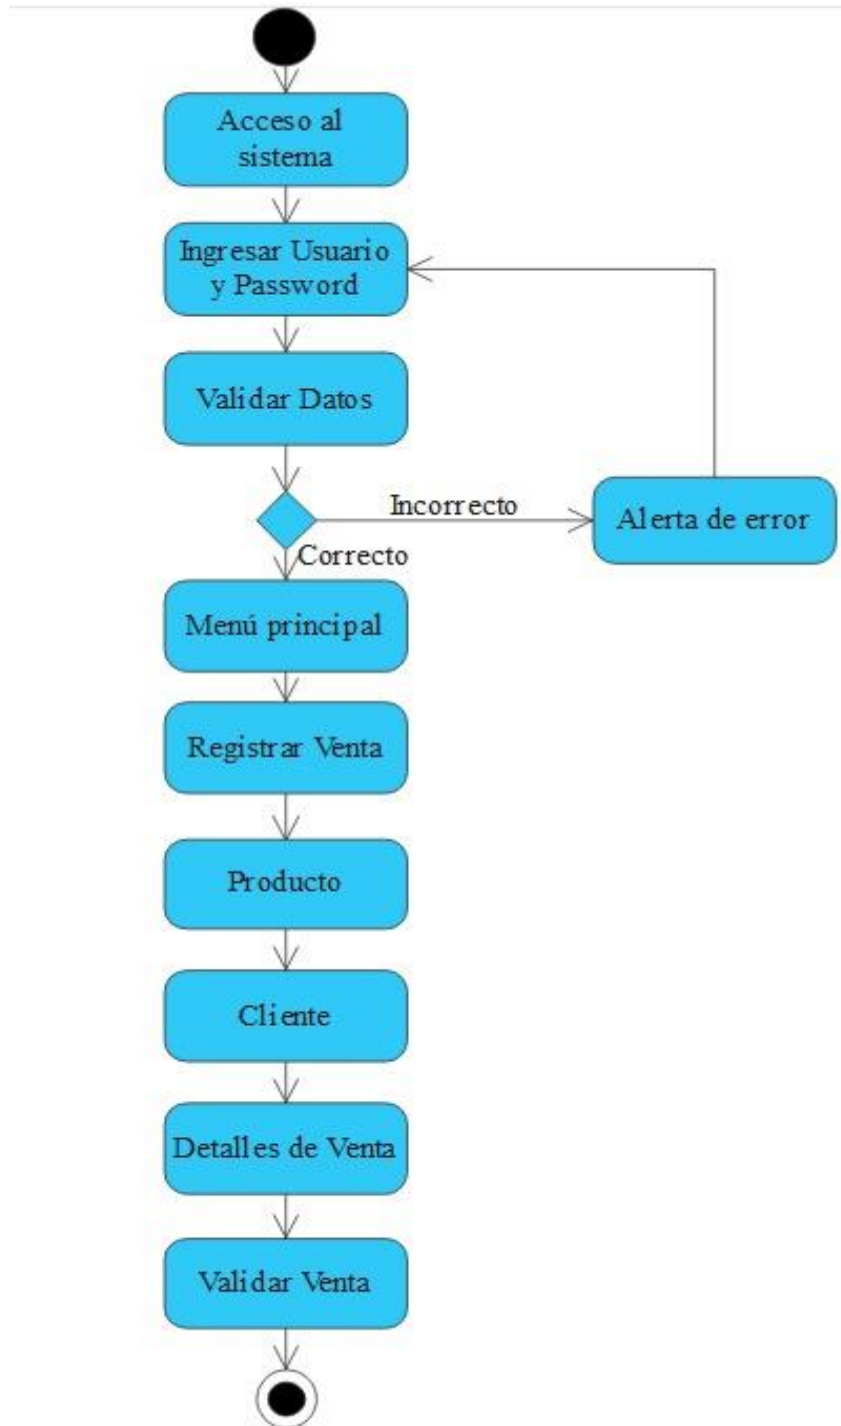 Acceso al
sistema
Ingresar Usuario
y Password
Validar Datos
Incorrecto
Alerta de error
Correcto
Menú principal
Registrar Venta
Producto
Cliente
Detalles de Venta
Validar Venta